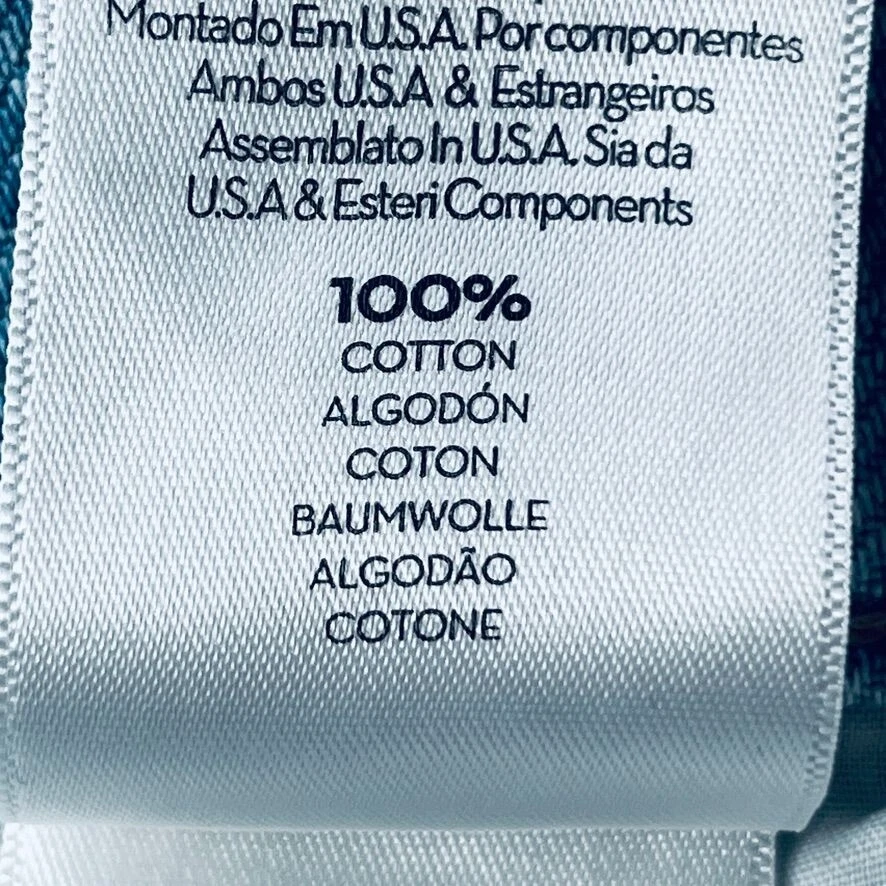 Montado Em U.S.A. Por componentes
Ambos U.S.A & Estrangeiros
Assemblato In U.S.A. Sia da
U.S.A & Esteri Components
100%
COTTON
ALGODÓN
COTON
BAUMWOLLE
ALGODÃO
COTONE